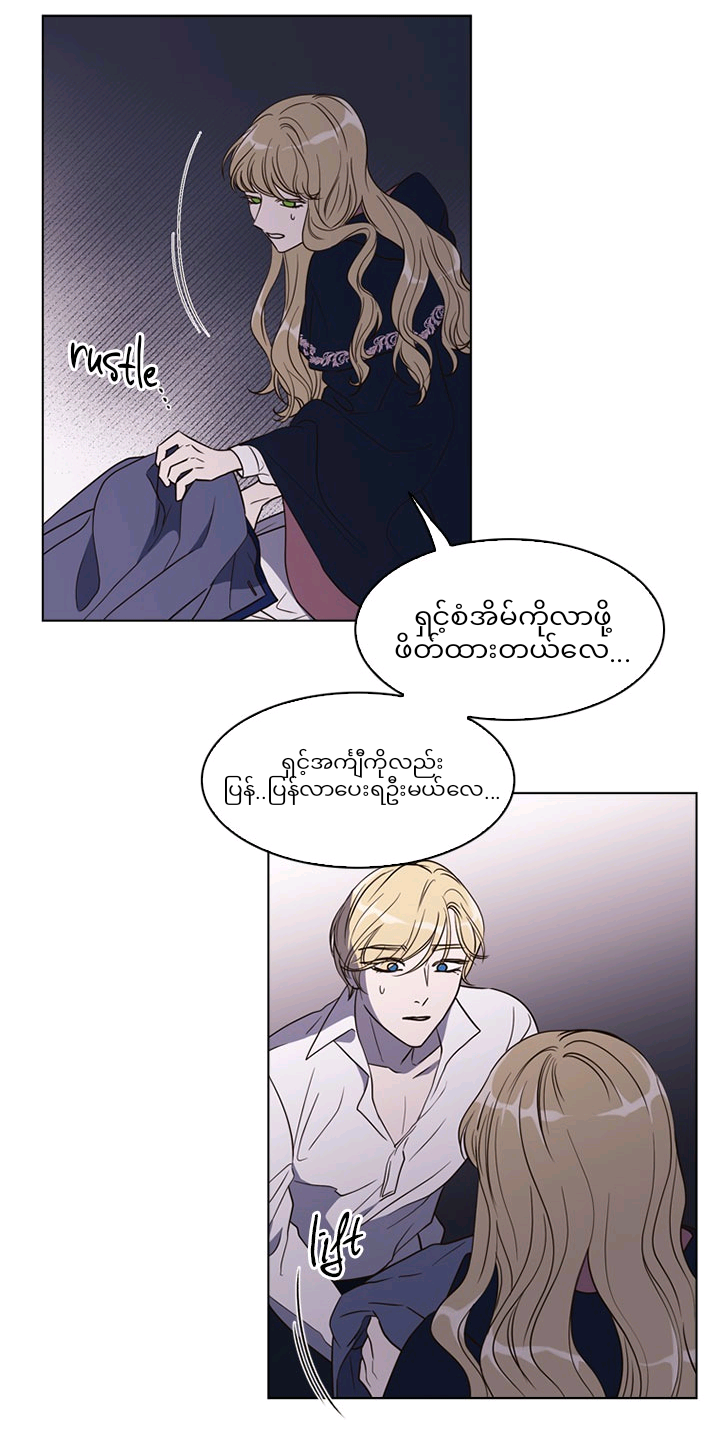 rustle...
ရှင့်စံအိမ်ကိုလာဖို့
ဖိတ်ထားတယ်လေ...
ရှင့်အင်္ကျီကိုလည်း
ပြန်..ပြန်လာပေးရဦးမယ်လေ...
lift